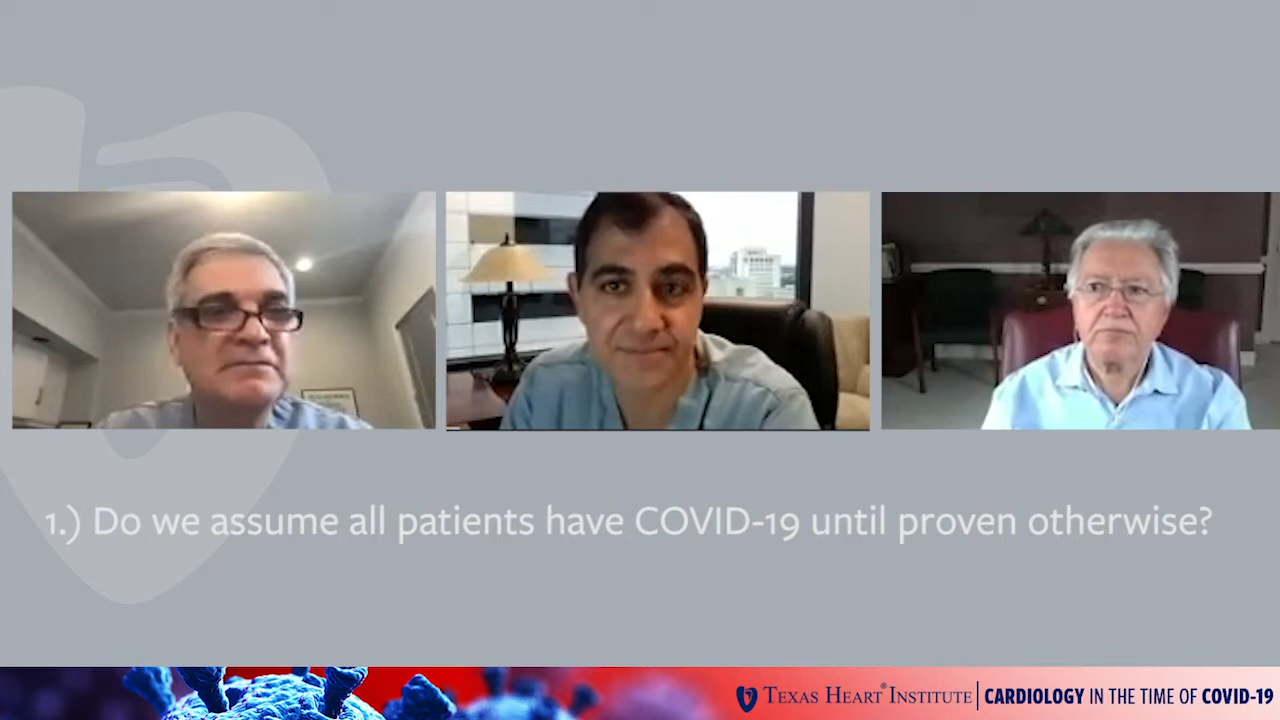 1.) Do we assume all patients have COVID-19 until proven otherwise?
TEXAS HEART® INSTITUTE | CARDIOLOGY IN THE TIME OF COVID-19